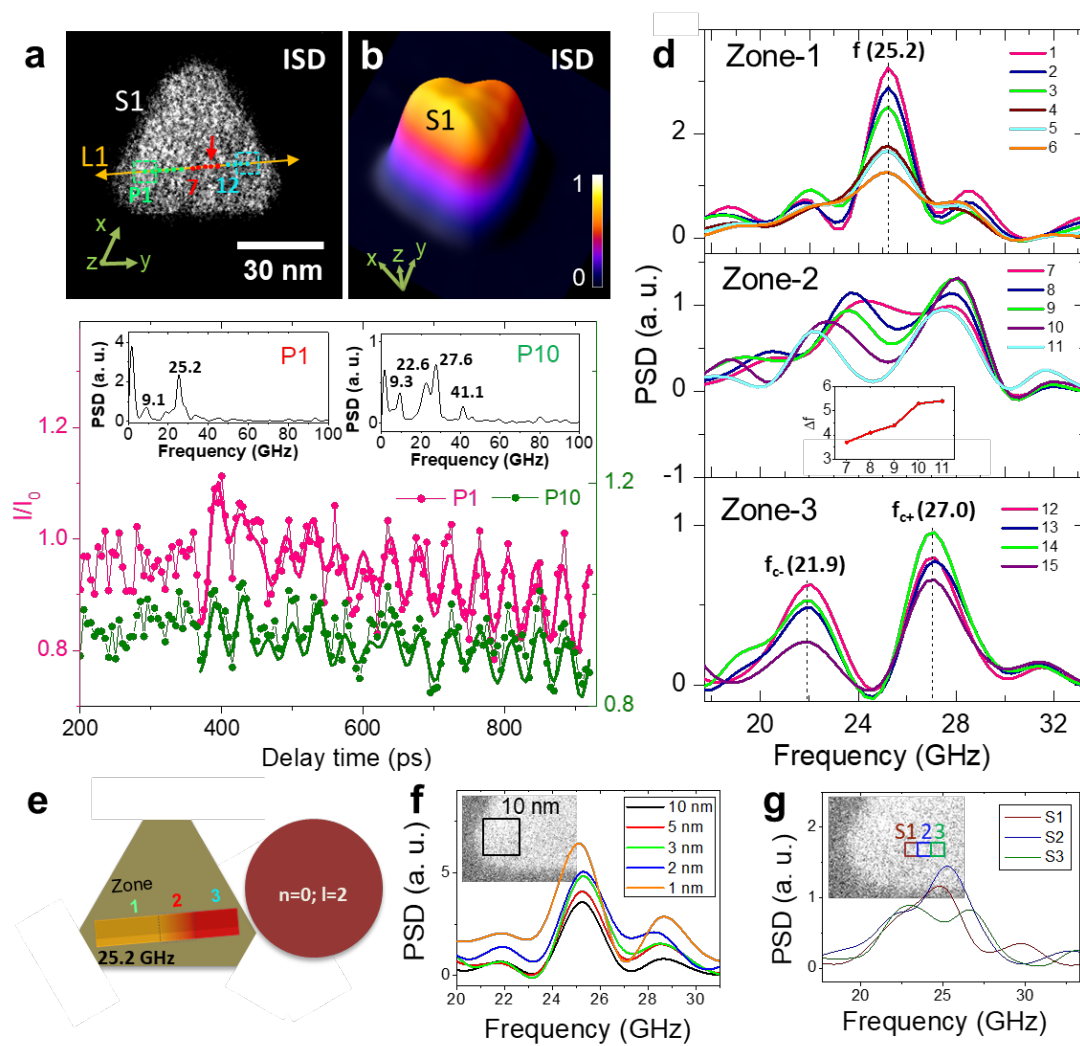 a
ISD
S1
L1
P1
7
12
x
z
y
30 nm
b
ISD
S1
1
0
x
z
y
d
Zone-1
f (25.2)
1
2
3
4
5
6
2
0
Zone-2
7
8
9
10
11
1
0
-1
PSD (a. u.)
Δf
6
5
4
3
7 8 9 10 11
Zone-3
f_c- (21.9)
f_c+ (27.0)
12
13
14
15
1
0
20 24 28 32
Frequency (GHz)
P1
PSD (a. u.)
4
2
0
9.1
25.2
0 20 40 60 80 100
Frequency (GHz)
P10
PSD (a. u.)
1
0
9.3
22.6
27.6
41.1
0 20 40 60 80 100
Frequency (GHz)
P1
P10
I/I₀
1.2
1.0
0.8
1.2
0.8
200 400 600 800
Delay time (ps)
e
Zone
1 2 3
25.2 GHz
n=0; l=2
f
10 nm
10 nm
5 nm
3 nm
2 nm
1 nm
PSD (a. u.)
5
0
20 22 24 26 28 30
Frequency (GHz)
g
S1 2 3
S1
S2
S3
PSD (a. u.)
2
1
0
20 25 30
Frequency (GHz)